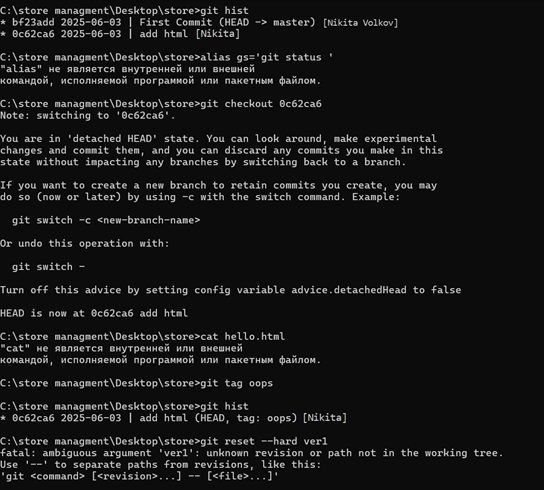 C:\store managment\Desktop\store>git hist
* bf23add 2025-06-03 | First Commit (HEAD -> master) [Nikita Volkov]
* 0c62ca6 2025-06-03 | add html [Nikita]
C:\store managment\Desktop\store>alias gs='git status '
"alias" не является внутренней или внешней
командой, исполняемой программой или пакетным файлом.
C:\store managment\Desktop\store>git checkout 0c62ca6
Note: switching to '0c62ca6'.
You are in 'detached HEAD' state. You can look around, make experimental
changes and commit them, and you can discard any commits you make in this
state without impacting any branches by switching back to a branch.
If you want to create a new branch to retain commits you create, you may
do so (now or later) by using -c with the switch command. Example:
git switch -c <new-branch-name>
Or undo this operation with:
git switch -
Turn off this advice by setting config variable advice.detachedHead to false
HEAD is now at 0c62ca6 add html
C:\store managment\Desktop\store>cat hello.html
"cat" не является внутренней или внешней
командой, исполняемой программой или пакетным файлом.
C:\store managment\Desktop\store>git tag oops
C:\store managment\Desktop\store>git hist
* 0c62ca6 2025-06-03 | add html (HEAD, tag: oops) [Nikita]
C:\store managment\Desktop\store>git reset --hard ver1
fatal: ambiguous argument 'ver1': unknown revision or path not in the working tree.
Use '--' to separate paths from revisions, like this:
'git <command> [<revision>...] -- [<file>...]'